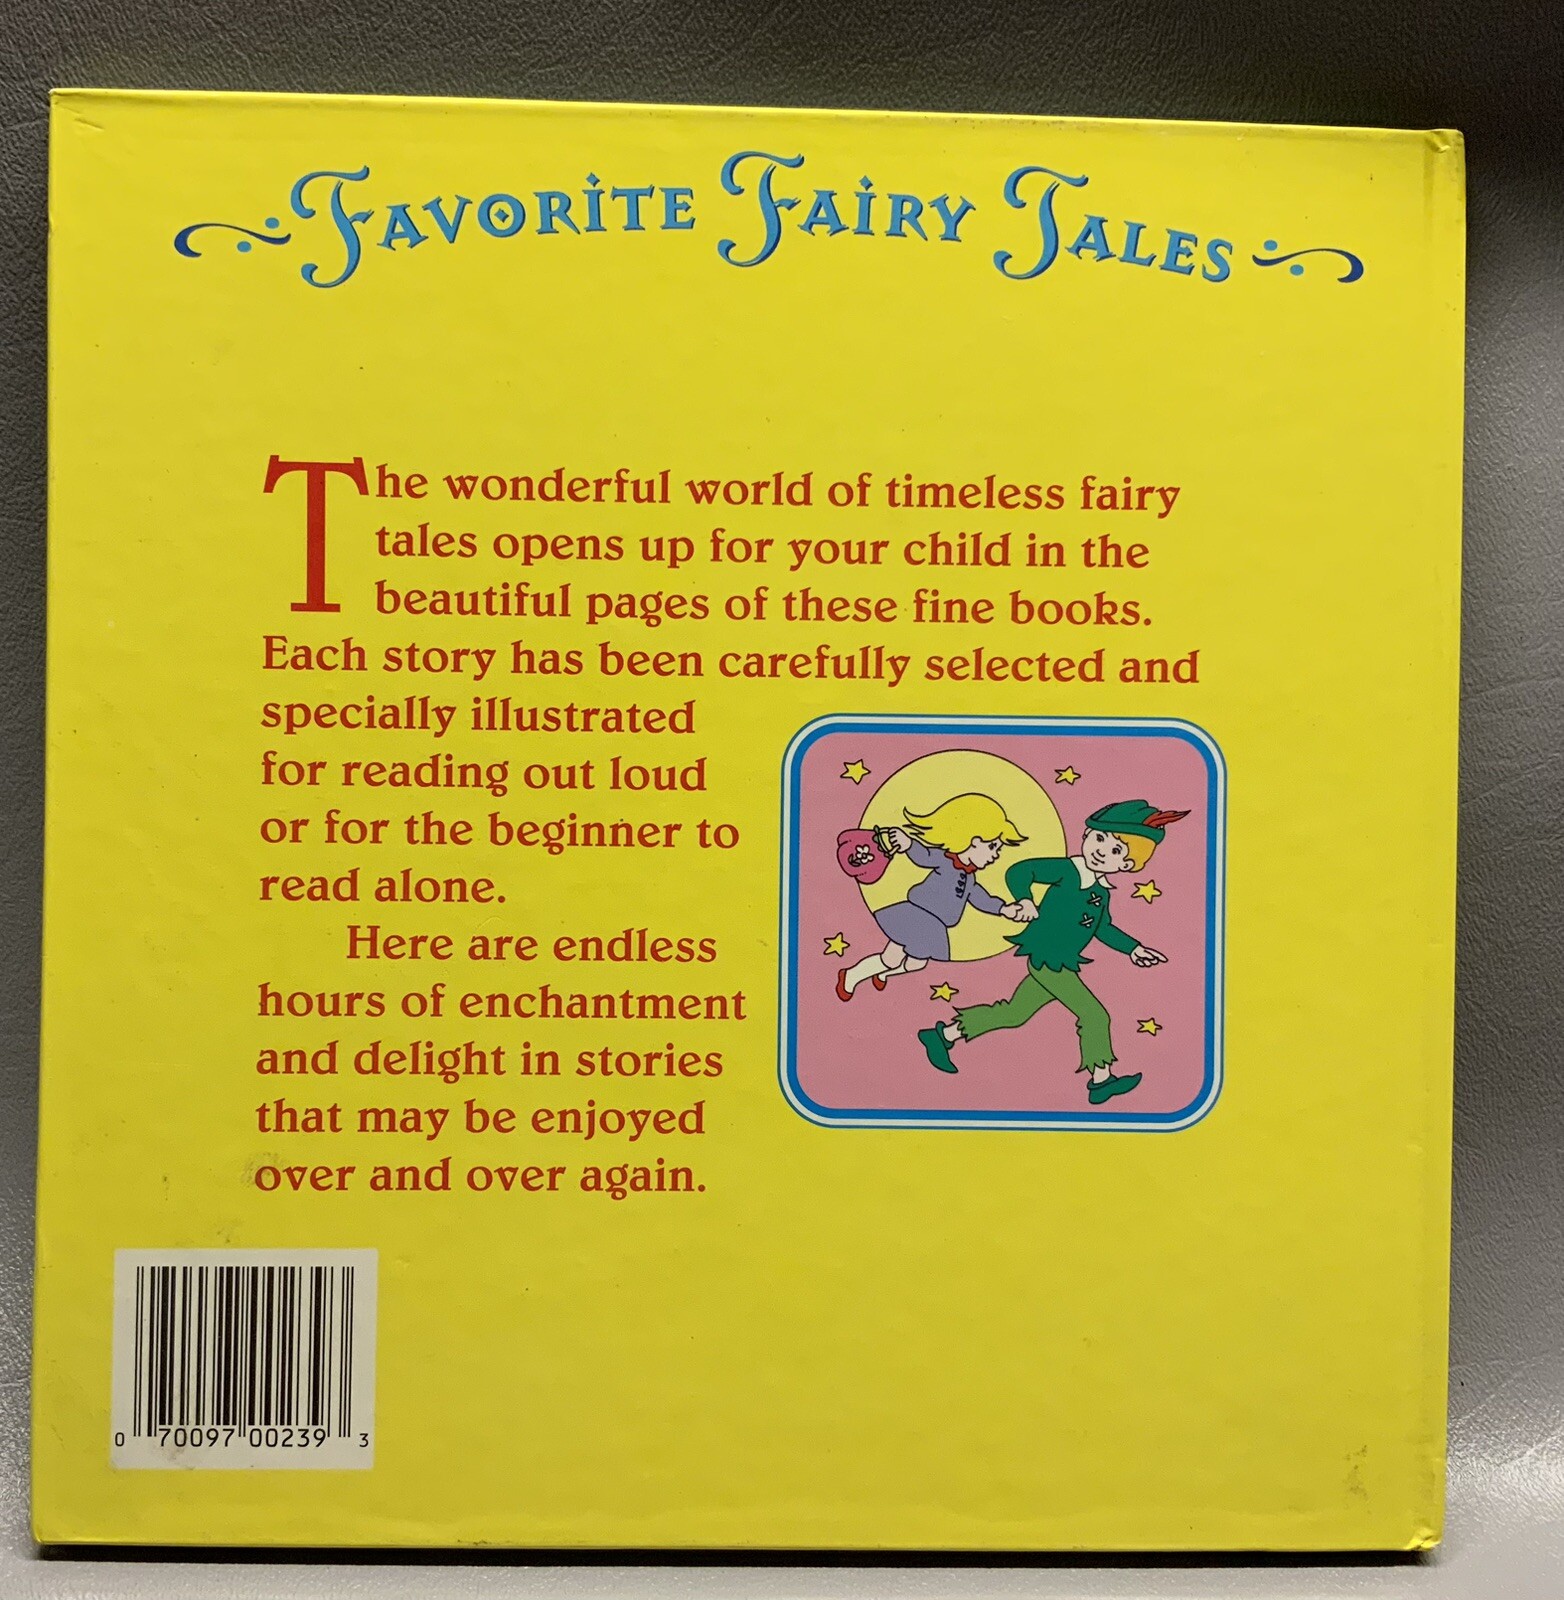 FAVORITE FAIRY TALES
The wonderful world of timeless fairy
tales opens up for your child in the
beautiful pages of these fine books.
Each story has been carefully selected and
specially illustrated
for reading out loud
or for the beginner to
read alone.
Here are endless
hours of enchantment
and delight in stories
that may be enjoyed
over and over again.
0 70097 00239 3